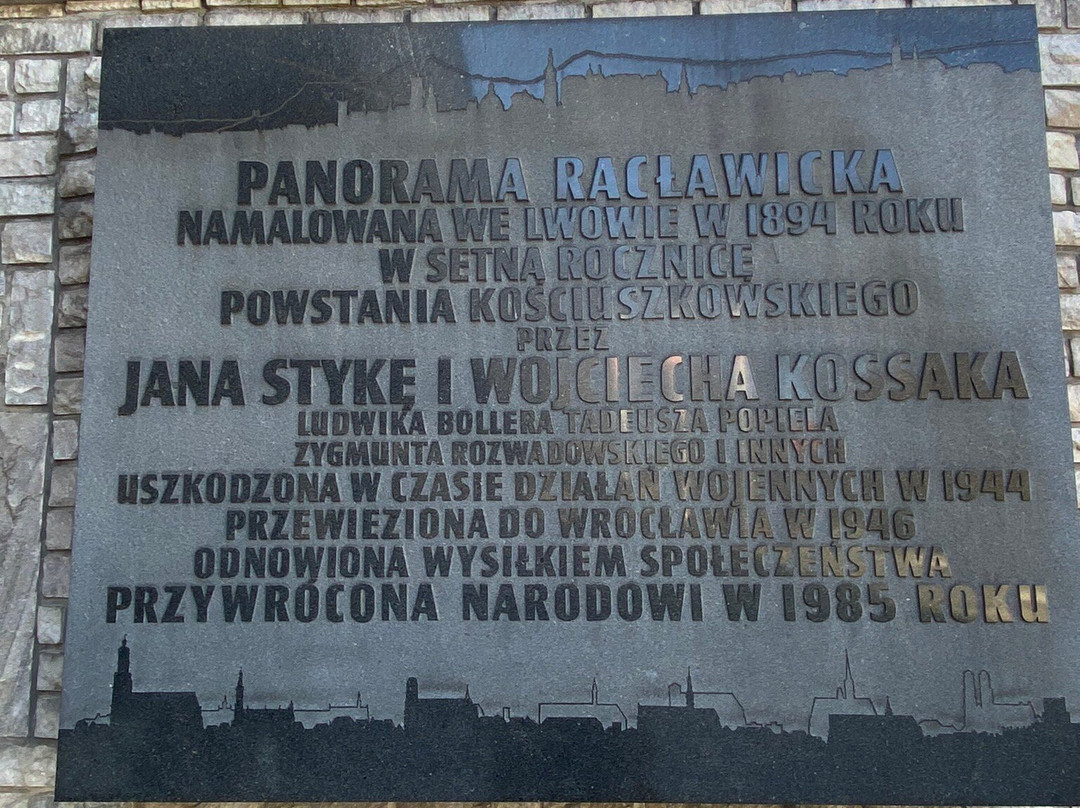 PANORAMA RACŁAWICKA
NAMALOWANA WE LWOWIE W 1894 ROKU
W SETNĄ ROCZNICĘ
POWSTANIA KOŚCIUSZKOWSKIEGO
PRZEZ
JANA STYKĘ I WOJCIECHA KOSSAKA
LUDWIKA BOLLERA TADEUSZA POPIELA
ZYGMUNTA ROZWADOWSKIEGO I INNYCH
USZKODZONA W CZASIE DZIAŁAŃ WOJENNYCH W 1944
PRZEWIEZIONA DO WROCŁAWIA W 1946
ODNOWIONA WYSIŁKIEM SPOŁECZEŃSTWA
PRZYWRÓCONA NARODOWI W 1985 ROKU